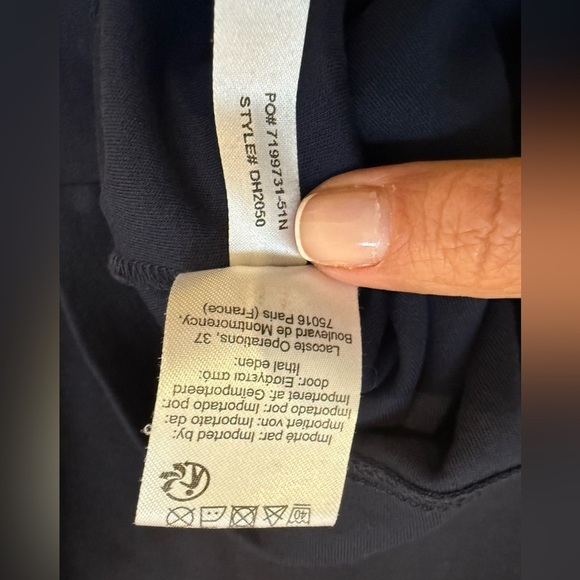 PO# 7199731-51N
STYLE# DH2050
40
Importé par: Imported by:
Importiert von: Importato da:
Importado por: Importado por:
Importeret af: Geïmporteerd
door: Εισάγεται από:
İthal eden:
Lacoste Operations, 37
Boulevard de Montmorency,
75016 Paris (France)